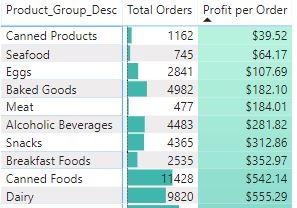 Product_Group_Desc Total Orders Profit per Order
Canned Products 1162 $39.52
Seafood 745 $64.17
Eggs 2841 $107.69
Baked Goods 4982 $182.10
Meat 477 $184.01
Alcoholic Beverages 4483 $281.82
Snacks 4365 $312.86
Breakfast Foods 2535 $352.97
Canned Foods 11428 $542.14
Dairy 9820 $555.29